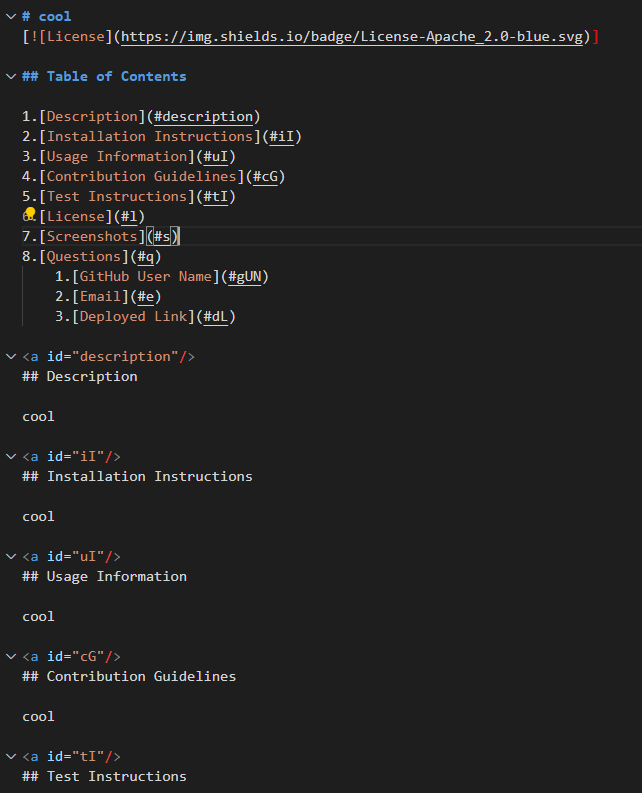 # cool
[![License](https://img.shields.io/badge/License-Apache_2.0-blue.svg)]
## Table of Contents
1.[Description](#description)
2.[Installation Instructions](#iI)
3.[Usage Information](#uI)
4.[Contribution Guidelines](#cG)
5.[Test Instructions](#tI)
6.[License](#l)
7.[Screenshots](#s)
8.[Questions](#q)
1.[GitHub User Name](#gUN)
2.[Email](#e)
3.[Deployed Link](#dL)
<a id="description"/>
## Description
cool
<a id="iI"/>
## Installation Instructions
cool
<a id="uI"/>
## Usage Information
cool
<a id="cG"/>
## Contribution Guidelines
cool
<a id="tI"/>
## Test Instructions